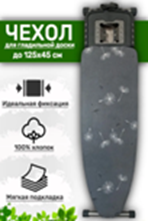 ЧЕХОЛ
для гладильной доски
до 125х45 см
Идеальная фиксация
100% хлопок
Мягкая подкладка